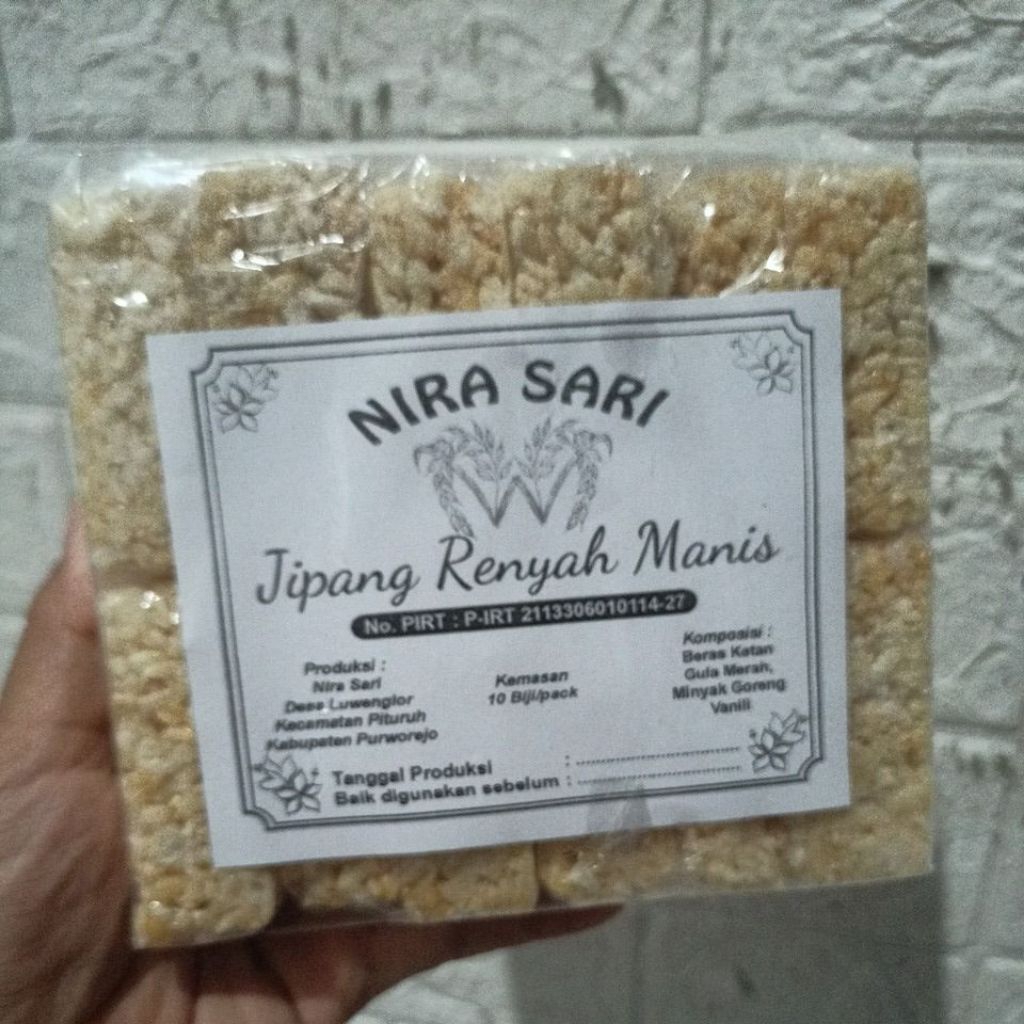 NIRA SARI
Jipang Renyah Manis
No. PIRT : P-IRT 2113306010114-27
Produksi :
Nira Sari
Desa Luwenglor
Kecamatan Pituruh
Kabupaten Purworejo
Kemasan
10 Biji/pack
Komposisi :
Beras Ketan
Gula Merah,
Minyak Goreng
Vanili
Tanggal Produksi : ........................
Baik digunakan sebelum : ........................